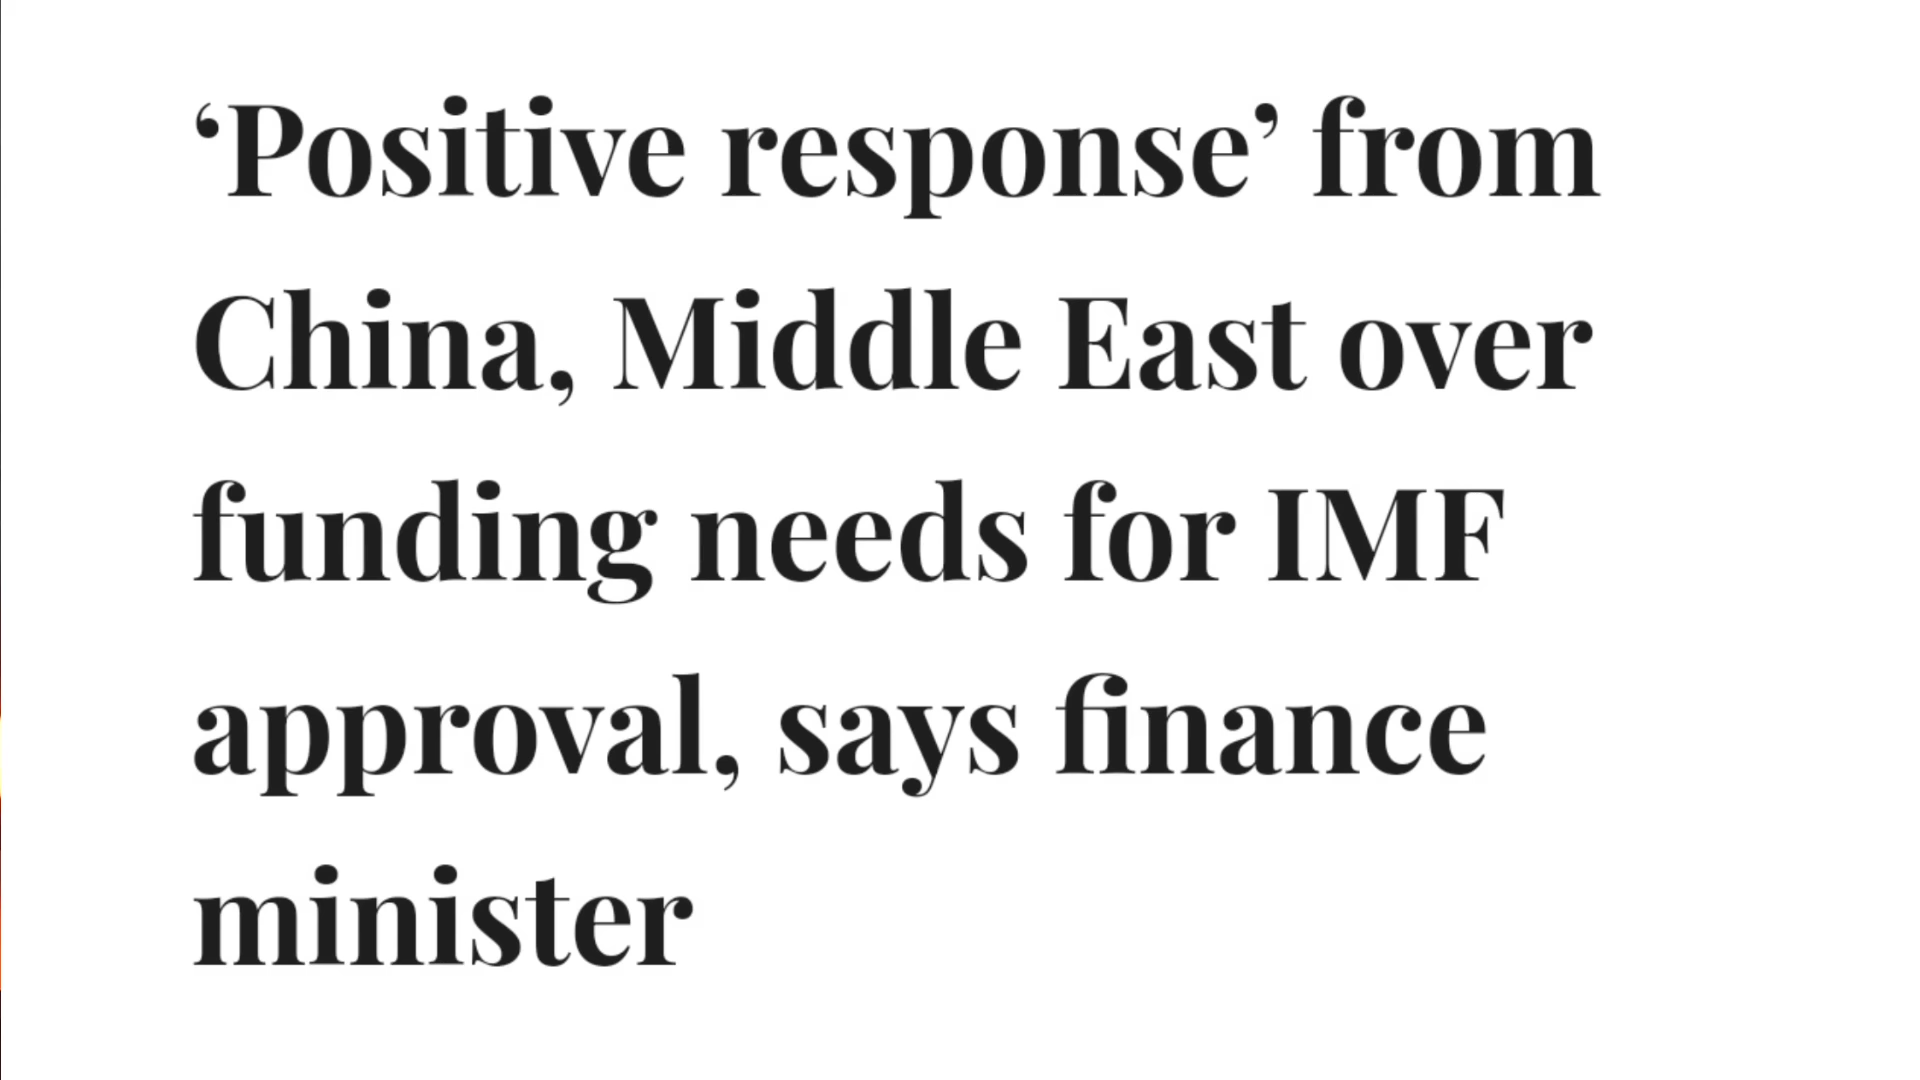 ‘Positive response’ from
China, Middle East over
funding needs for IMF
approval, says finance
minister